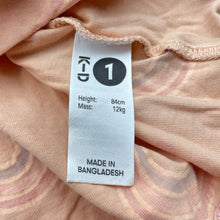 K-D 1
Height: 84cm
Mass: 12kg
MADE IN
BANGLADESH